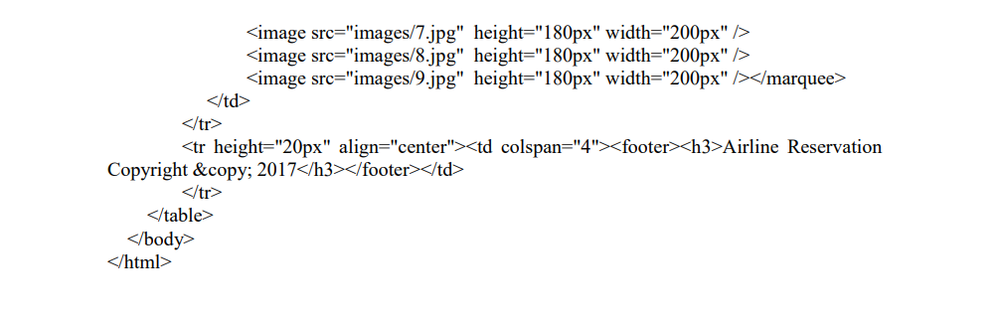 <image src="images/7.jpg"  height="180px" width="200px" />
<image src="images/8.jpg"  height="180px" width="200px" />
<image src="images/9.jpg"  height="180px" width="200px" /></marquee>
</td>
</tr>
<tr height="20px" align="center"><td colspan="4"><footer><h3>Airline Reservation
Copyright &copy; 2017</h3></footer></td>
</tr>
</table>
</body>
</html>